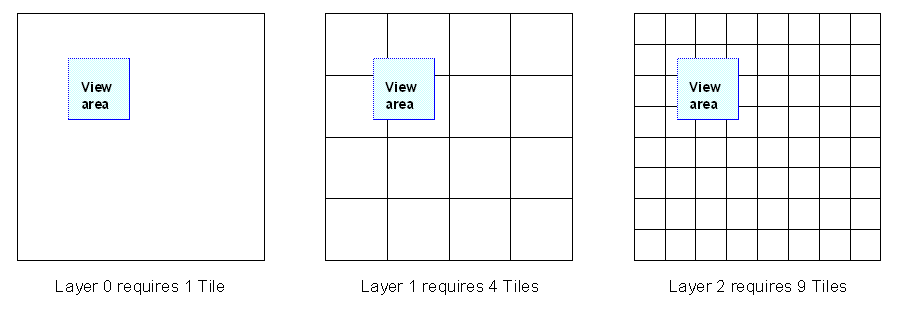 View
area
View
area
View
area
Layer 0 requires 1 Tile
Layer 1 requires 4 Tiles
Layer 2 requires 9 Tiles